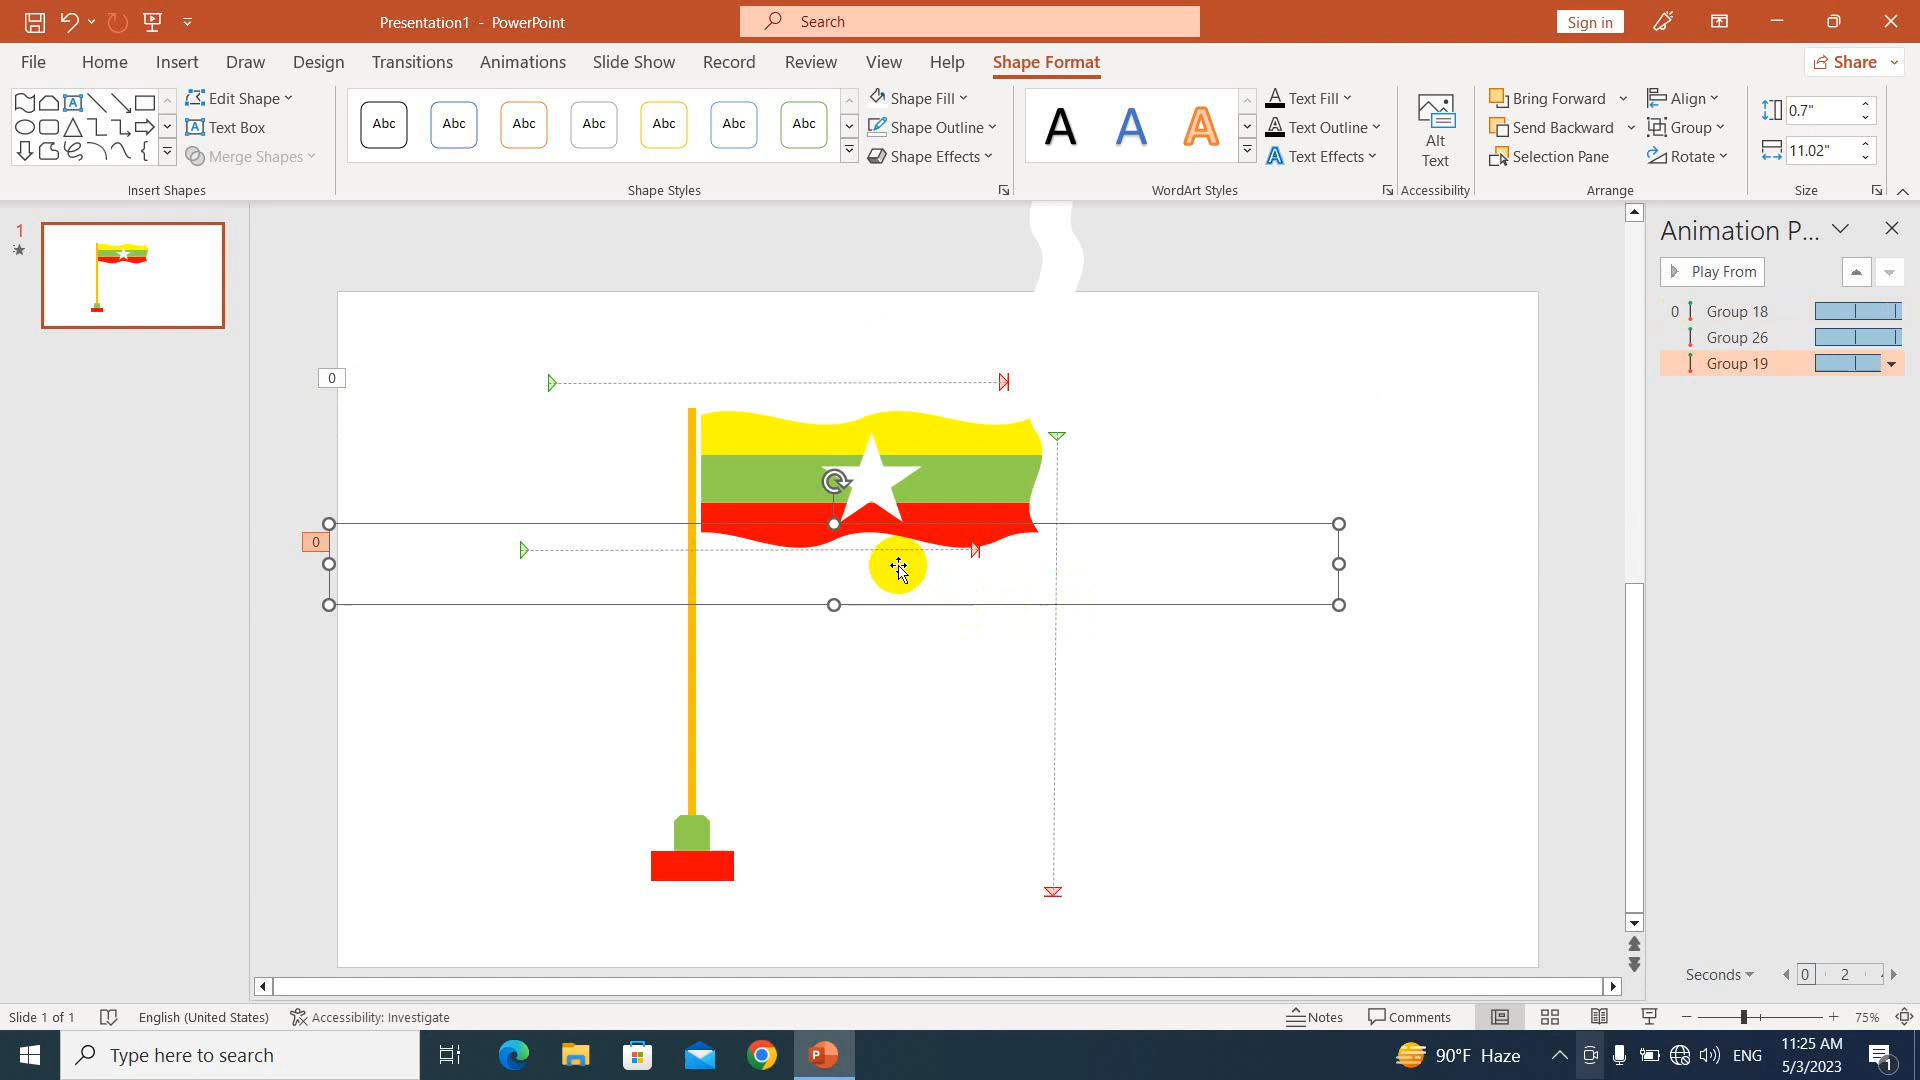 Presentation1 - PowerPoint
Search
Sign in
File Home Insert Draw Design Transitions Animations Slide Show Record Review View Help Shape Format Share
Edit Shape
Text Box
Merge Shapes
Insert Shapes
Abc Abc Abc Abc Abc Abc Abc
Shape Styles
Shape Fill
Shape Outline
Shape Effects
A A A
WordArt Styles
Text Fill
Text Outline
Text Effects
Alt
Text
Accessibility
Bring Forward
Send Backward
Selection Pane
Align
Group
Rotate
Arrange
0.7"
11.02"
Size
1
0
0
Animation P...
Play From
0 Group 18
Group 26
Group 19
Seconds 0 2
Slide 1 of 1 English (United States) Accessibility: Investigate Notes Comments 75%
Type here to search
90°F Haze ENG
11:25 AM
5/3/2023
1